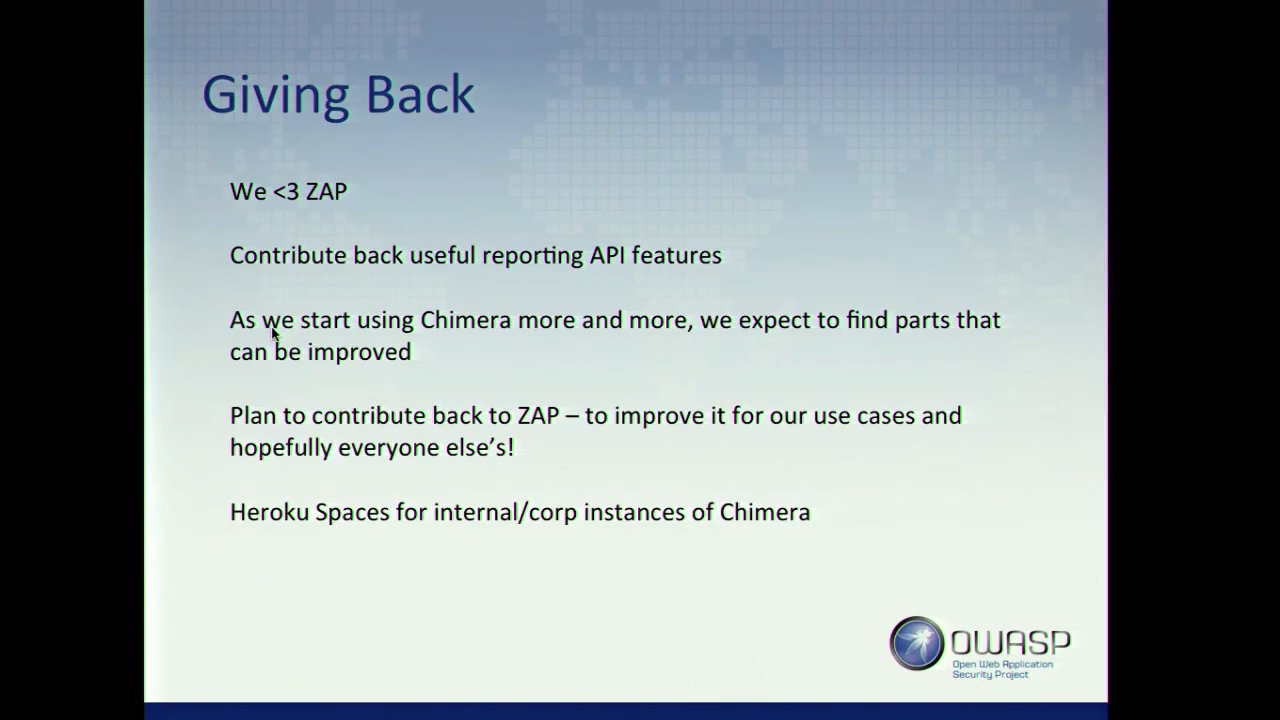 Giving Back
We <3 ZAP
Contribute back useful reporting API features
As we start using Chimera more and more, we expect to find parts that
can be improved
Plan to contribute back to ZAP – to improve it for our use cases and
hopefully everyone else’s!
Heroku Spaces for internal/corp instances of Chimera
OWASP
Open Web Application
Security Project